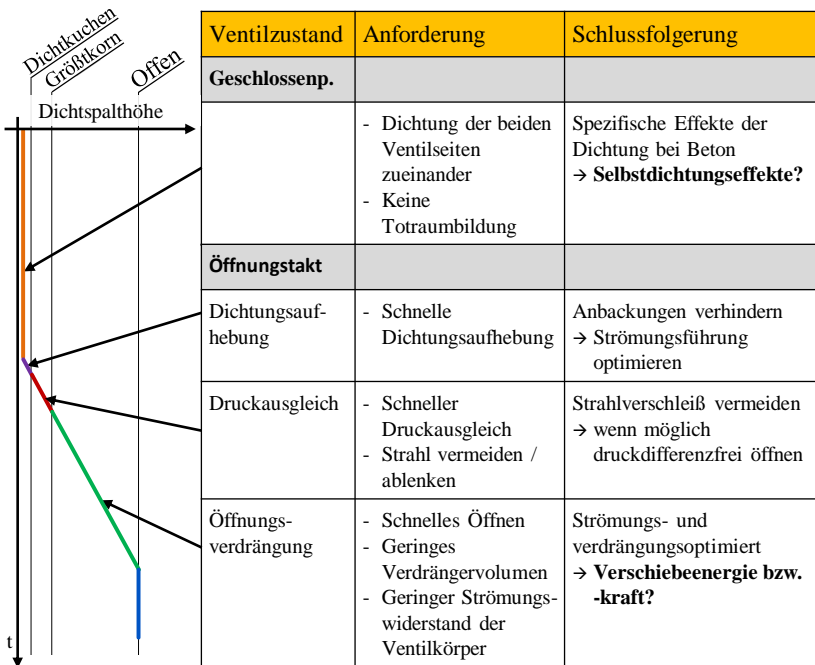 Dichtkuchen
Größtkorn
Offen
Dichtspalthöhe
t
Ventilzustand
Anforderung
Schlussfolgerung
Geschlossenp.
- Dichtung der beiden
Ventilseiten
zueinander
- Keine
Totraumbildung
Spezifische Effekte der
Dichtung bei Beton
→ Selbstdichtungseffekte?
Öffnungstakt
Dichtungsauf-
hebung
- Schnelle
Dichtungsaufhebung
Anbackungen verhindern
→ Strömungsführung
optimieren
Druckausgleich
- Schneller
Druckausgleich
- Strahl vermeiden /
ablenken
Strahlverschleiß vermeiden
→ wenn möglich
druckdifferenzfrei öffnen
Öffnungs-
verdrängung
- Schnelles Öffnen
- Geringes
Verdrängervolumen
- Geringer Strömungs-
widerstand der
Ventilkörper
Strömungs- und
verdrängungsoptimiert
→ Verschiebeenergie bzw.
-kraft?